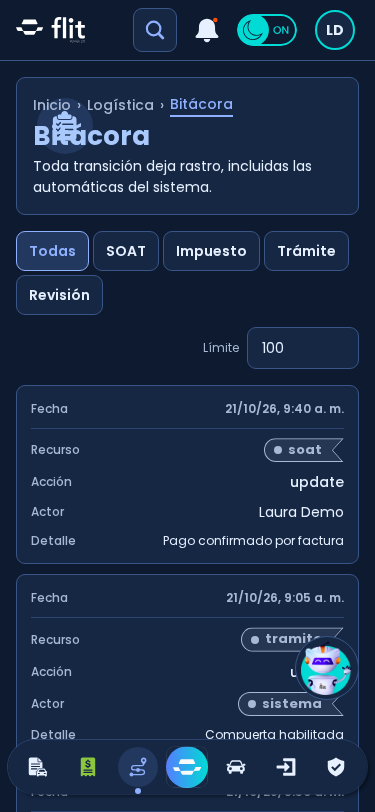 flit
ON
LD
Inicio › Logística › Bitácora
Bitácora
Toda transición deja rastro, incluidas las
automáticas del sistema.
Todas SOAT Impuesto Trámite
Revisión
Límite 100
Fecha 21/10/26, 9:40 a. m.
Recurso soat
Acción update
Actor Laura Demo
Detalle Pago confirmado por factura
Fecha 21/10/26, 9:05 a. m.
Recurso tramite
Acción
Actor sistema
Detalle Compuerta habilitada
Fecha